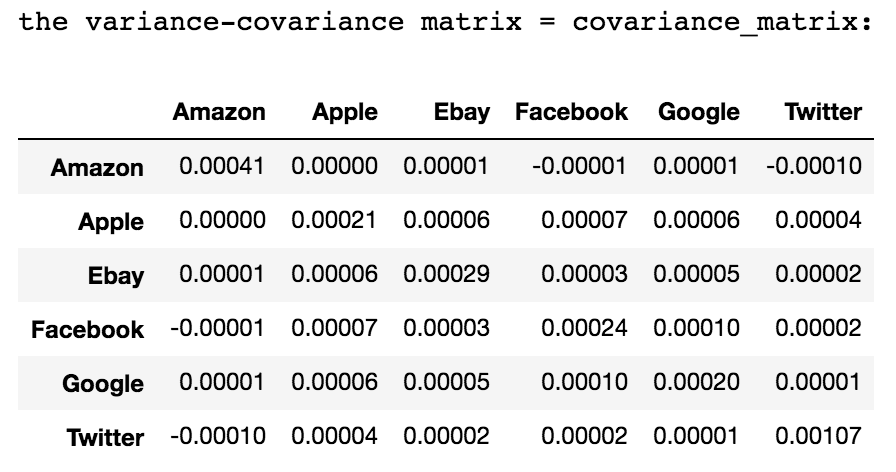 the variance-covariance matrix = covariance_matrix:
Amazon Apple Ebay Facebook Google Twitter
Amazon 0.00041 0.00000 0.00001 -0.00001 0.00001 -0.00010
Apple 0.00000 0.00021 0.00006 0.00007 0.00006 0.00004
Ebay 0.00001 0.00006 0.00029 0.00003 0.00005 0.00002
Facebook -0.00001 0.00007 0.00003 0.00024 0.00010 0.00002
Google 0.00001 0.00006 0.00005 0.00010 0.00020 0.00001
Twitter -0.00010 0.00004 0.00002 0.00002 0.00001 0.00107